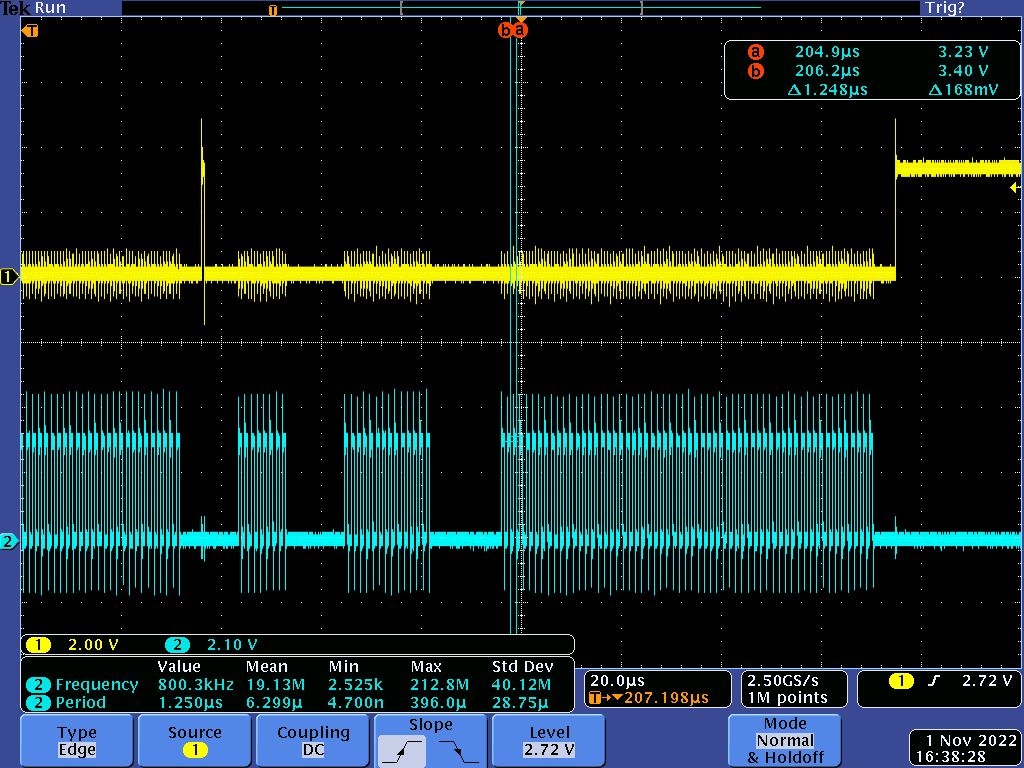 Tek Run Trig?
T
T
b a
a 204.9µs 3.23 V
b 206.2µs 3.40 V
Δ1.248µs Δ168mV
1
2
1 2.00 V 2 2.10 V
Value Mean Min Max Std Dev
2 Frequency 800.3kHz 19.13M 2.525k 212.8M 40.12M
2 Period 1.250µs 6.299µ 4.700n 396.0µ 28.75µ
20.0µs
T→▼207.198µs
2.50GS/s
1M points
1 2.72 V
Type
Edge
Source
1
Coupling
DC
Slope
Level
2.72 V
Mode
Normal
& Holdoff
1 Nov 2022
16:38:28